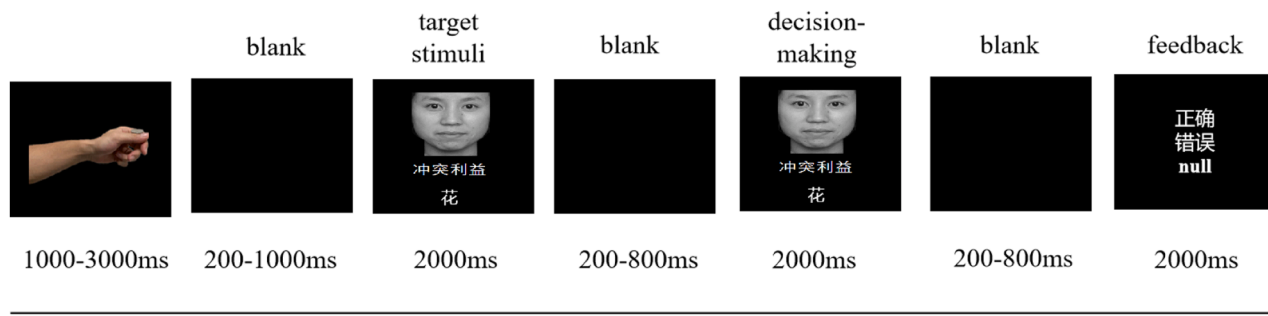 blank
target
stimuli
blank
decision-
making
blank
feedback
冲突利益
花
冲突利益
花
正确
错误
null
1000-3000ms
200-1000ms
2000ms
200-800ms
2000ms
200-800ms
2000ms